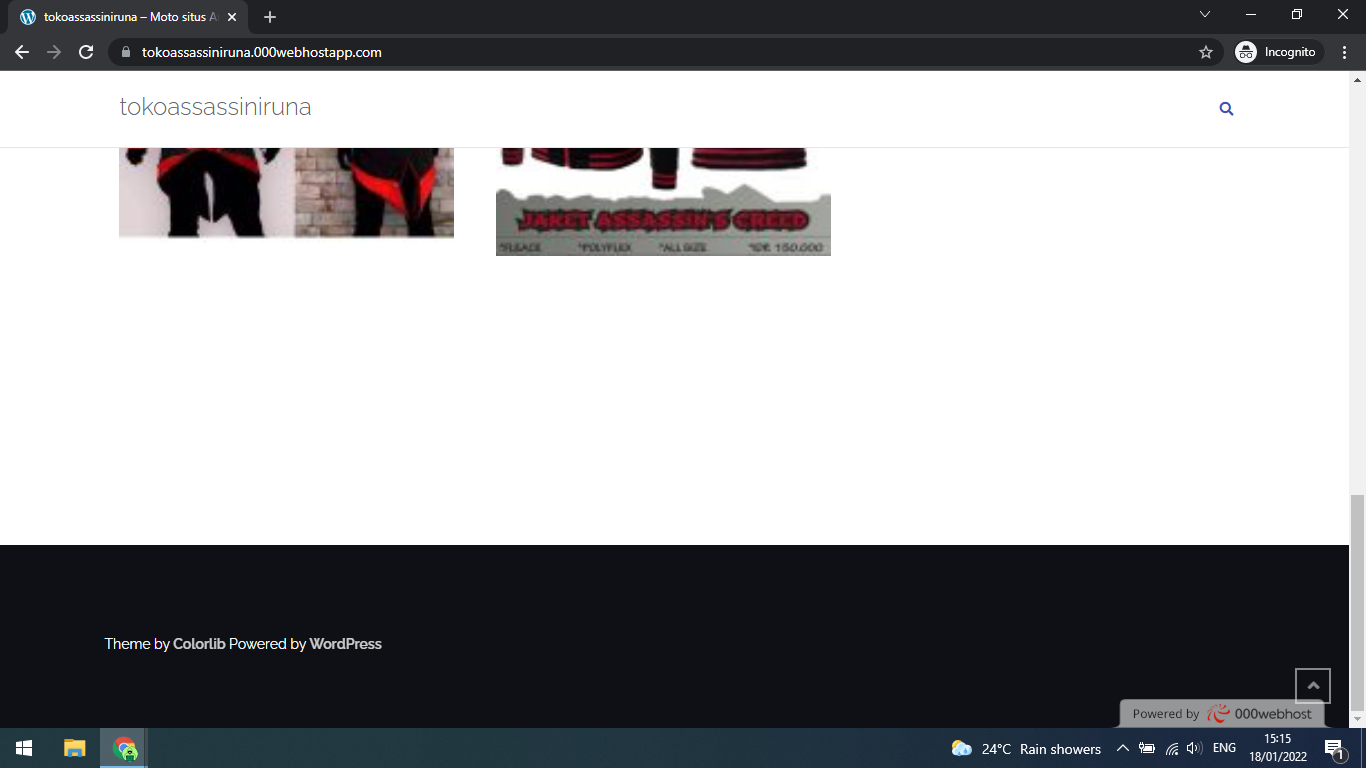 tokoassassiniruna – Moto situs A
tokoassassiniruna.000webhostapp.com
Incognito
tokoassassiniruna
JAKET ASSASSIN'S CREED
*POLYFLEX *ALL SIZE *IDR 150.000
Theme by Colorlib Powered by WordPress
Powered by 000webhost
24°C Rain showers
ENG
15:15
18/01/2022
1